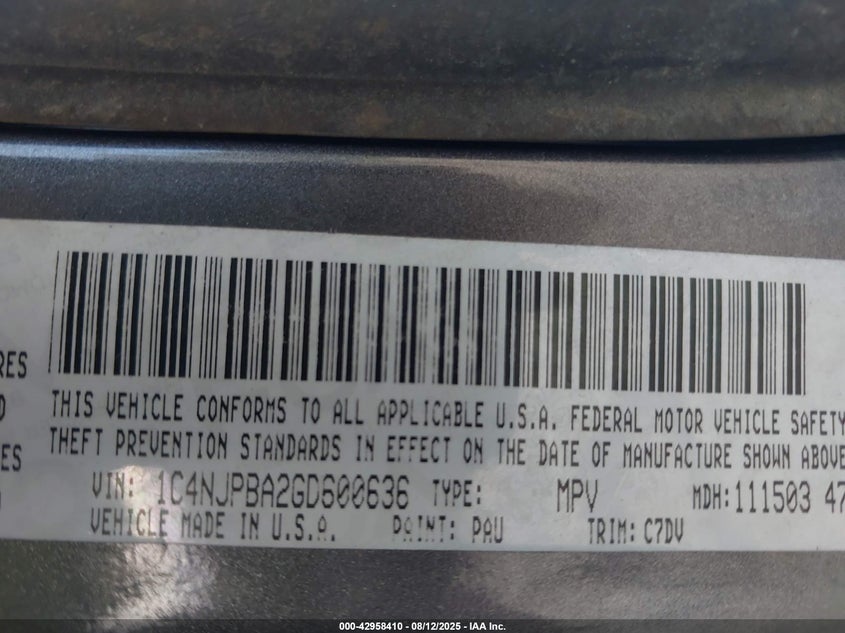 RES
THIS VEHICLE CONFORMS TO ALL APPLICABLE U.S.A. FEDERAL MOTOR VEHICLE SAFETY
THEFT PREVENTION STANDARDS IN EFFECT ON THE DATE OF MANUFACTURE SHOWN ABOVE
ES
VIN: 1C4NJPBA2GD600636 TYPE: MPV MDH: 111503 47
VEHICLE MADE IN U.S.A. PAINT: PAU TRIM: C7DV
000-42958410 - 08/12/2025 - IAA Inc.